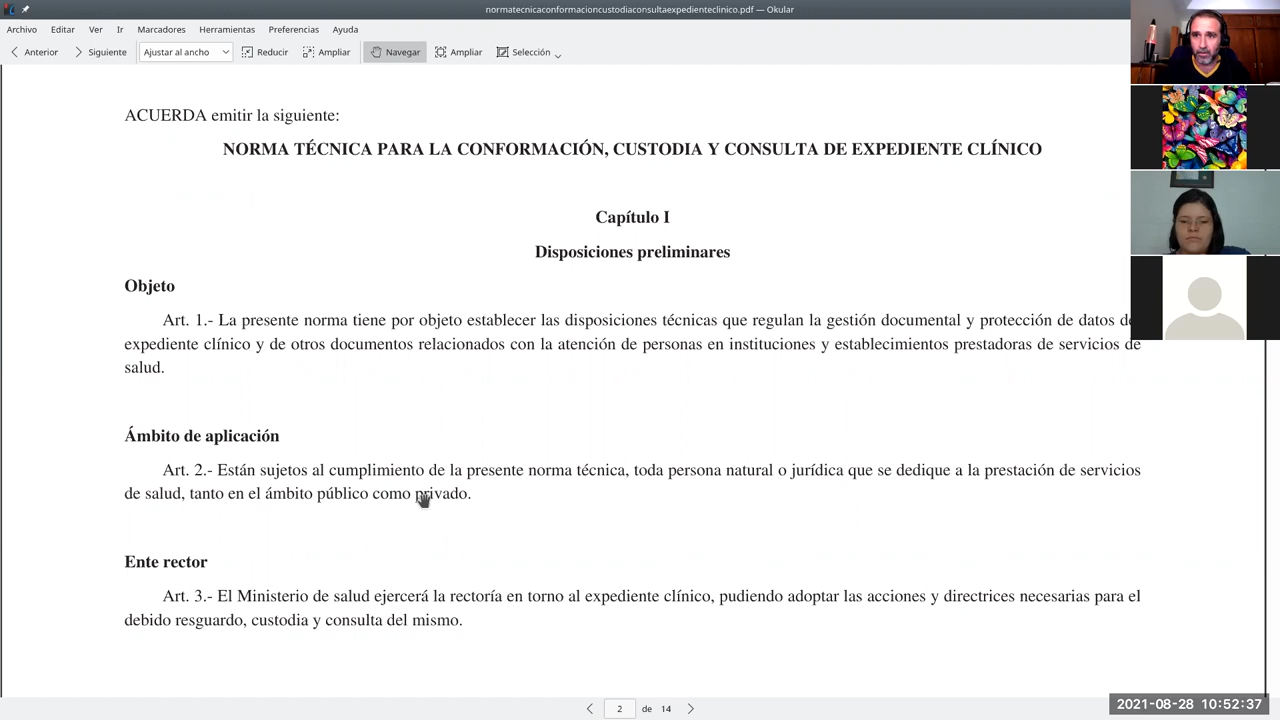 normatecnicaconformacioncustodiaconsultaexpedienteclinico.pdf — Okular
Archivo Editar Ver Ir Marcadores Herramientas Preferencias Ayuda
Anterior Siguiente Ajustar al ancho Reducir Ampliar Navegar Ampliar Selección
ACUERDA emitir la siguiente:
NORMA TÉCNICA PARA LA CONFORMACIÓN, CUSTODIA Y CONSULTA DE EXPEDIENTE CLÍNICO
Capítulo I
Disposiciones preliminares
Objeto
Art. 1.- La presente norma tiene por objeto establecer las disposiciones técnicas que regulan la gestión documental y protección de datos de
expediente clínico y de otros documentos relacionados con la atención de personas en instituciones y establecimientos prestadoras de servicios de
salud.
Ámbito de aplicación
Art. 2.- Están sujetos al cumplimiento de la presente norma técnica, toda persona natural o jurídica que se dedique a la prestación de servicios
de salud, tanto en el ámbito público como privado.
Ente rector
Art. 3.- El Ministerio de salud ejercerá la rectoría en torno al expediente clínico, pudiendo adoptar las acciones y directrices necesarias para el
debido resguardo, custodia y consulta del mismo.
2 de 14
2021-08-28 10:52:37